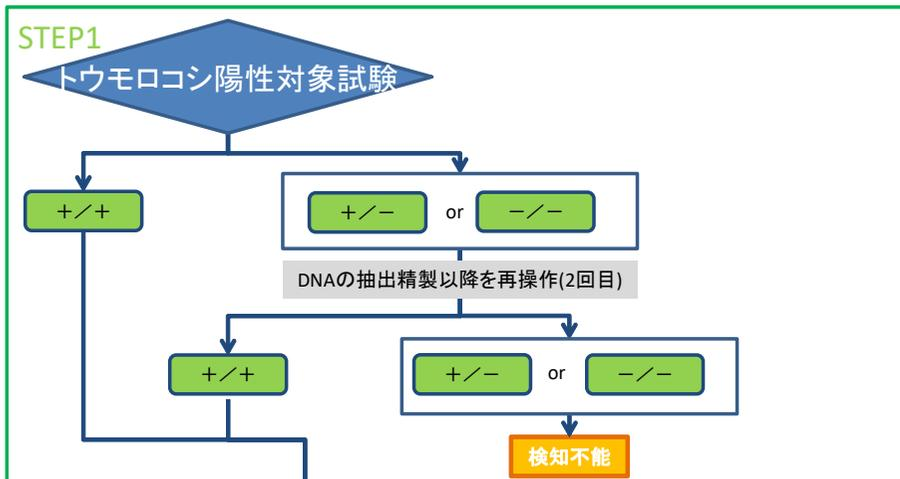 STEP1
トウモロコシ陽性対象試験
＋／＋
＋／－ or －／－
DNAの抽出精製以降を再操作(2回目)
＋／＋
＋／－ or －／－
検知不能